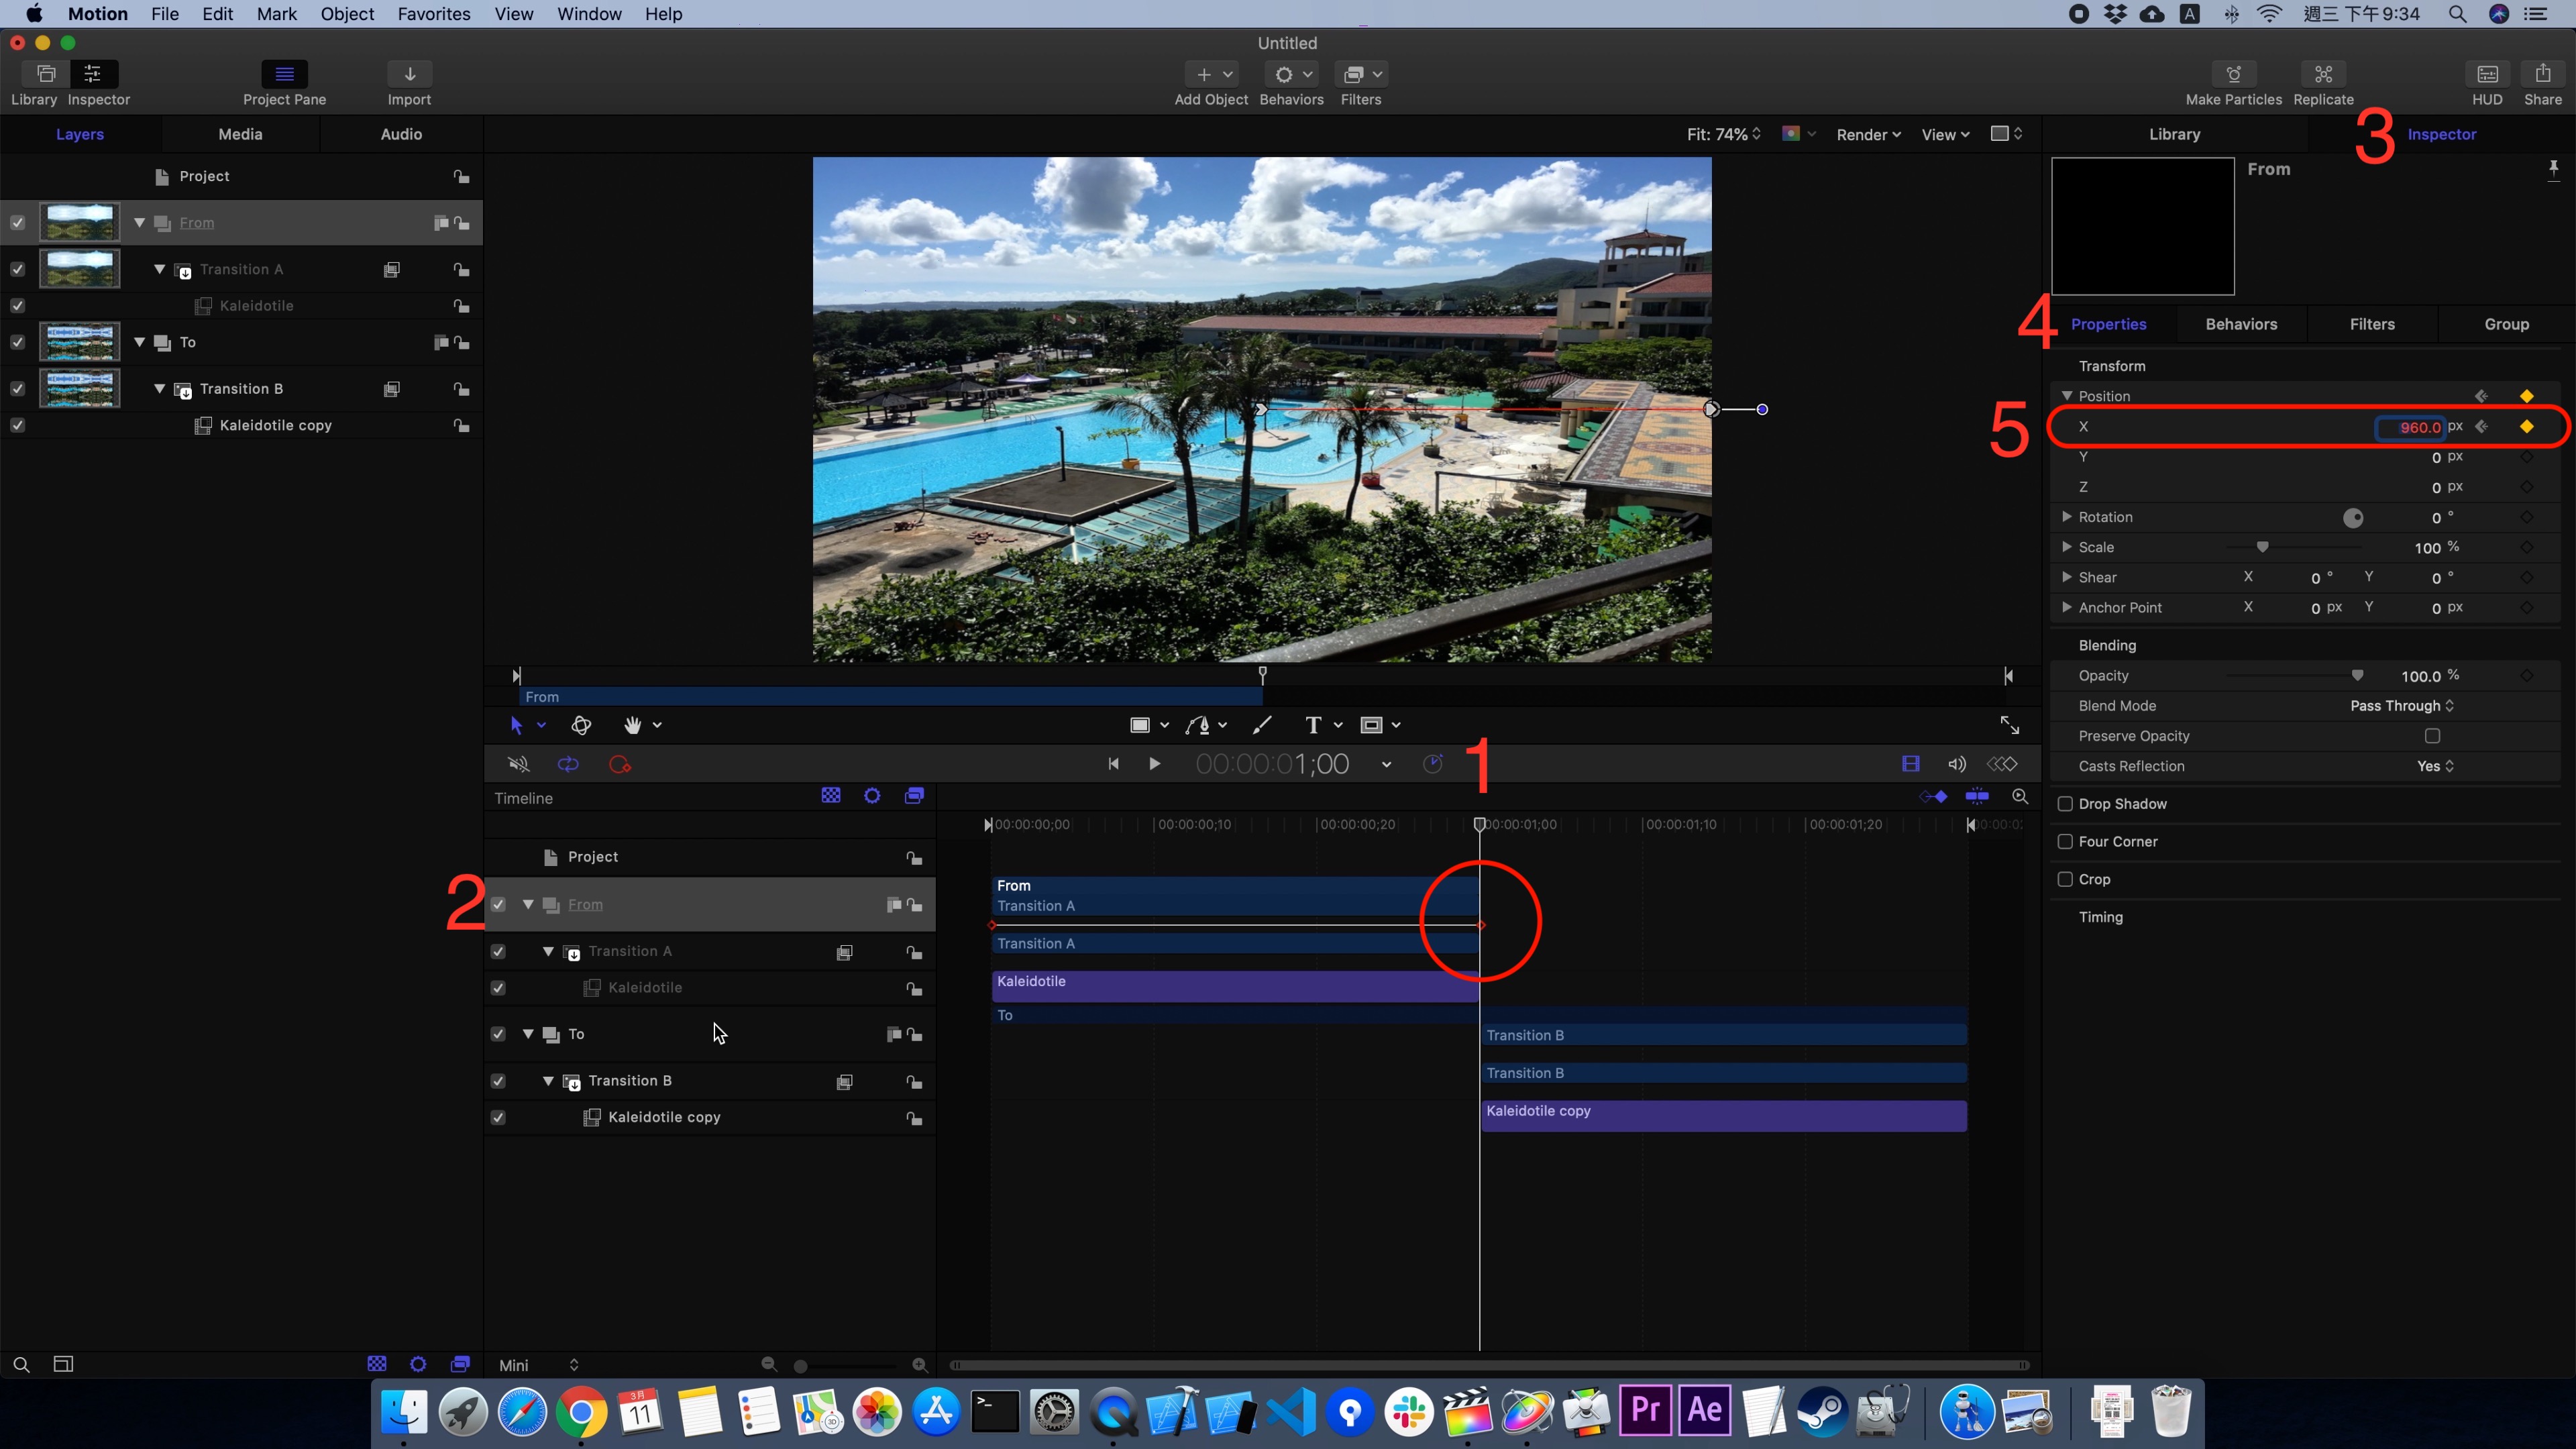 Motion File Edit Mark Object Favorites View Window Help
A 週三 下午 9:34
Untitled
Library Inspector Project Pane Import Add Object Behaviors Filters Make Particles Replicate HUD Share
Layers Media Audio
Fit: 74% Render View
Library 3 Inspector
Project
From
Transition A
Kaleidotile
To
Transition B
Kaleidotile copy
From
4 Properties Behaviors Filters Group
Transform
Position
5 X 960.0 px
Y 0 px
Z 0 px
Rotation 0 °
Scale 100 %
Shear X 0 ° Y 0 °
Anchor Point X 0 px Y 0 px
Blending
Opacity 100.0 %
Blend Mode Pass Through
Preserve Opacity
Casts Reflection Yes
Drop Shadow
Four Corner
Crop
Timing
From
T
00:00:01;00 1
Timeline
00:00:00;00 00:00:00;10 00:00:00;20 00:00:01;00 00:00:01;10 00:00:01;20
Project
2 From
Transition A
Kaleidotile
To
Transition B
Kaleidotile copy
From
Transition A
Transition A
Kaleidotile
To
Transition B
Transition B
Kaleidotile copy
Mini
3月
11
3D
Pr Ae